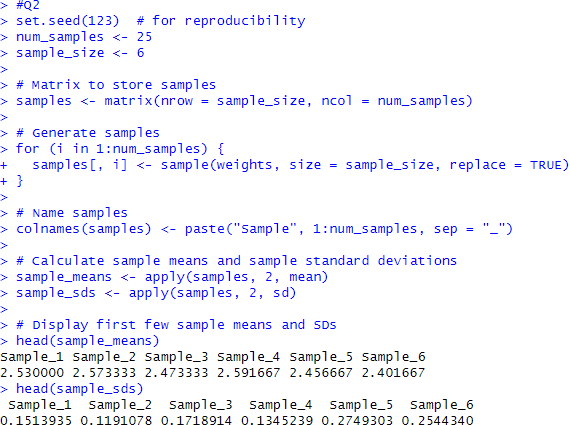 > #Q2
> set.seed(123)  # for reproducibility
> num_samples <- 25
> sample_size <- 6
>
> # Matrix to store samples
> samples <- matrix(nrow = sample_size, ncol = num_samples)
>
> # Generate samples
> for (i in 1:num_samples) {
+   samples[, i] <- sample(weights, size = sample_size, replace = TRUE)
+ }
>
> # Name samples
> colnames(samples) <- paste("Sample", 1:num_samples, sep = "_")
>
> # Calculate sample means and sample standard deviations
> sample_means <- apply(samples, 2, mean)
> sample_sds <- apply(samples, 2, sd)
>
> # Display first few sample means and SDs
> head(sample_means)
Sample_1 Sample_2 Sample_3 Sample_4 Sample_5 Sample_6
2.530000 2.573333 2.473333 2.591667 2.456667 2.401667
> head(sample_sds)
 Sample_1  Sample_2  Sample_3  Sample_4  Sample_5  Sample_6
0.1513935 0.1191078 0.1718914 0.1345239 0.2749303 0.2544340